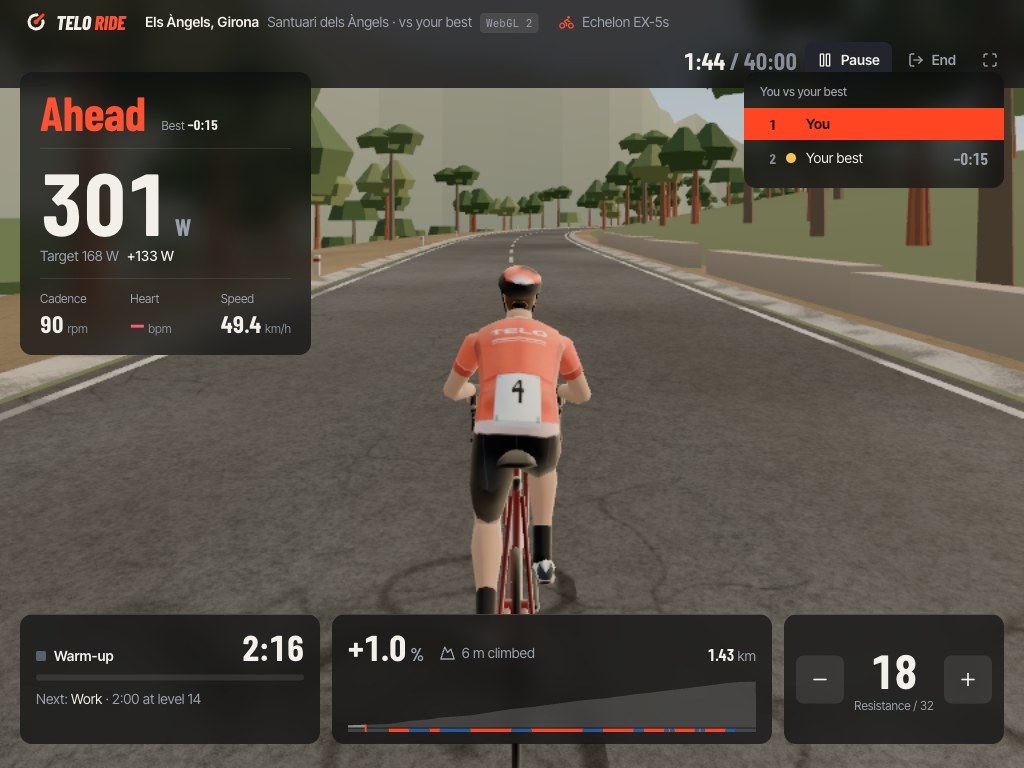 TELO RIDE Els Àngels, Girona Santuari dels Àngels · vs your best WebGL 2 Echelon EX-5s
1:44 / 40:00 Pause End
Ahead Best −0:15
301 W
Target 168 W +133 W
Cadence Heart Speed
90 rpm – bpm 49.4 km/h
You vs your best
1 You
2 Your best −0:15
TELO
4
Warm-up 2:16
Next: Work · 2:00 at level 14
+1.0 % 6 m climbed 1.43 km
− 18 +
Resistance / 32